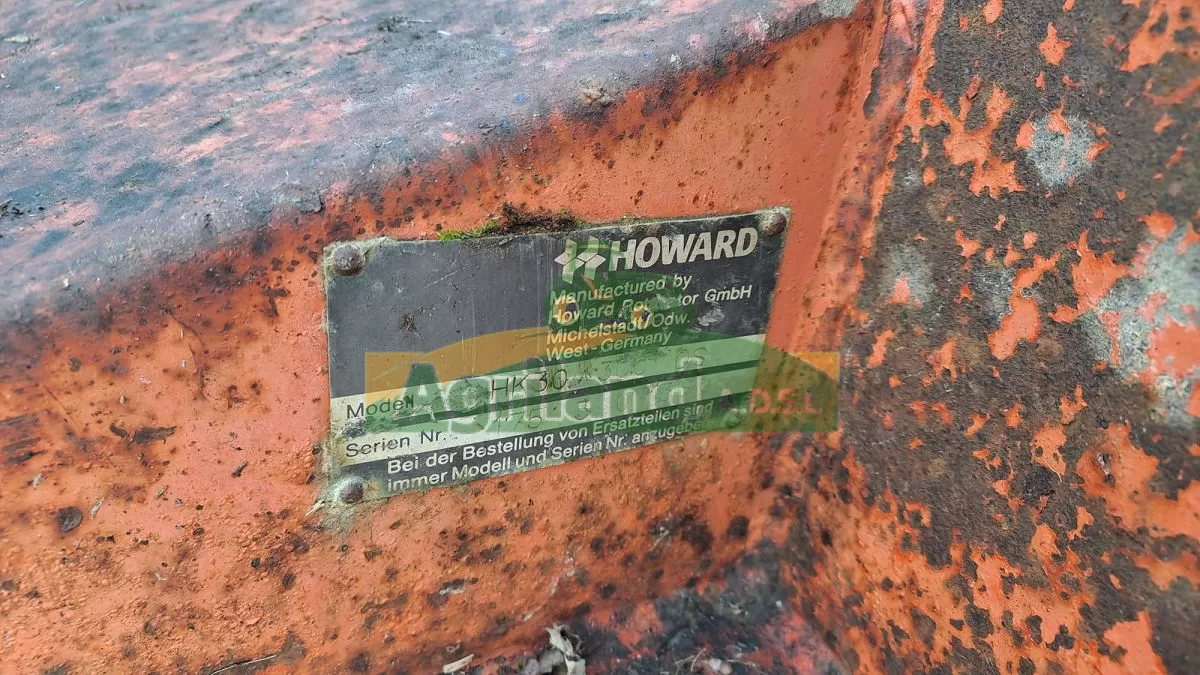 HOWARD
Manufactured by
Howard Rotavator GmbH
Michelstadt/Odw.
West-Germany
Modell HK 30
Serien Nr.
Bei der Bestellung von Ersatzteilen sind
immer Modell und Serien Nr. anzugeben
Agriland D.S.L